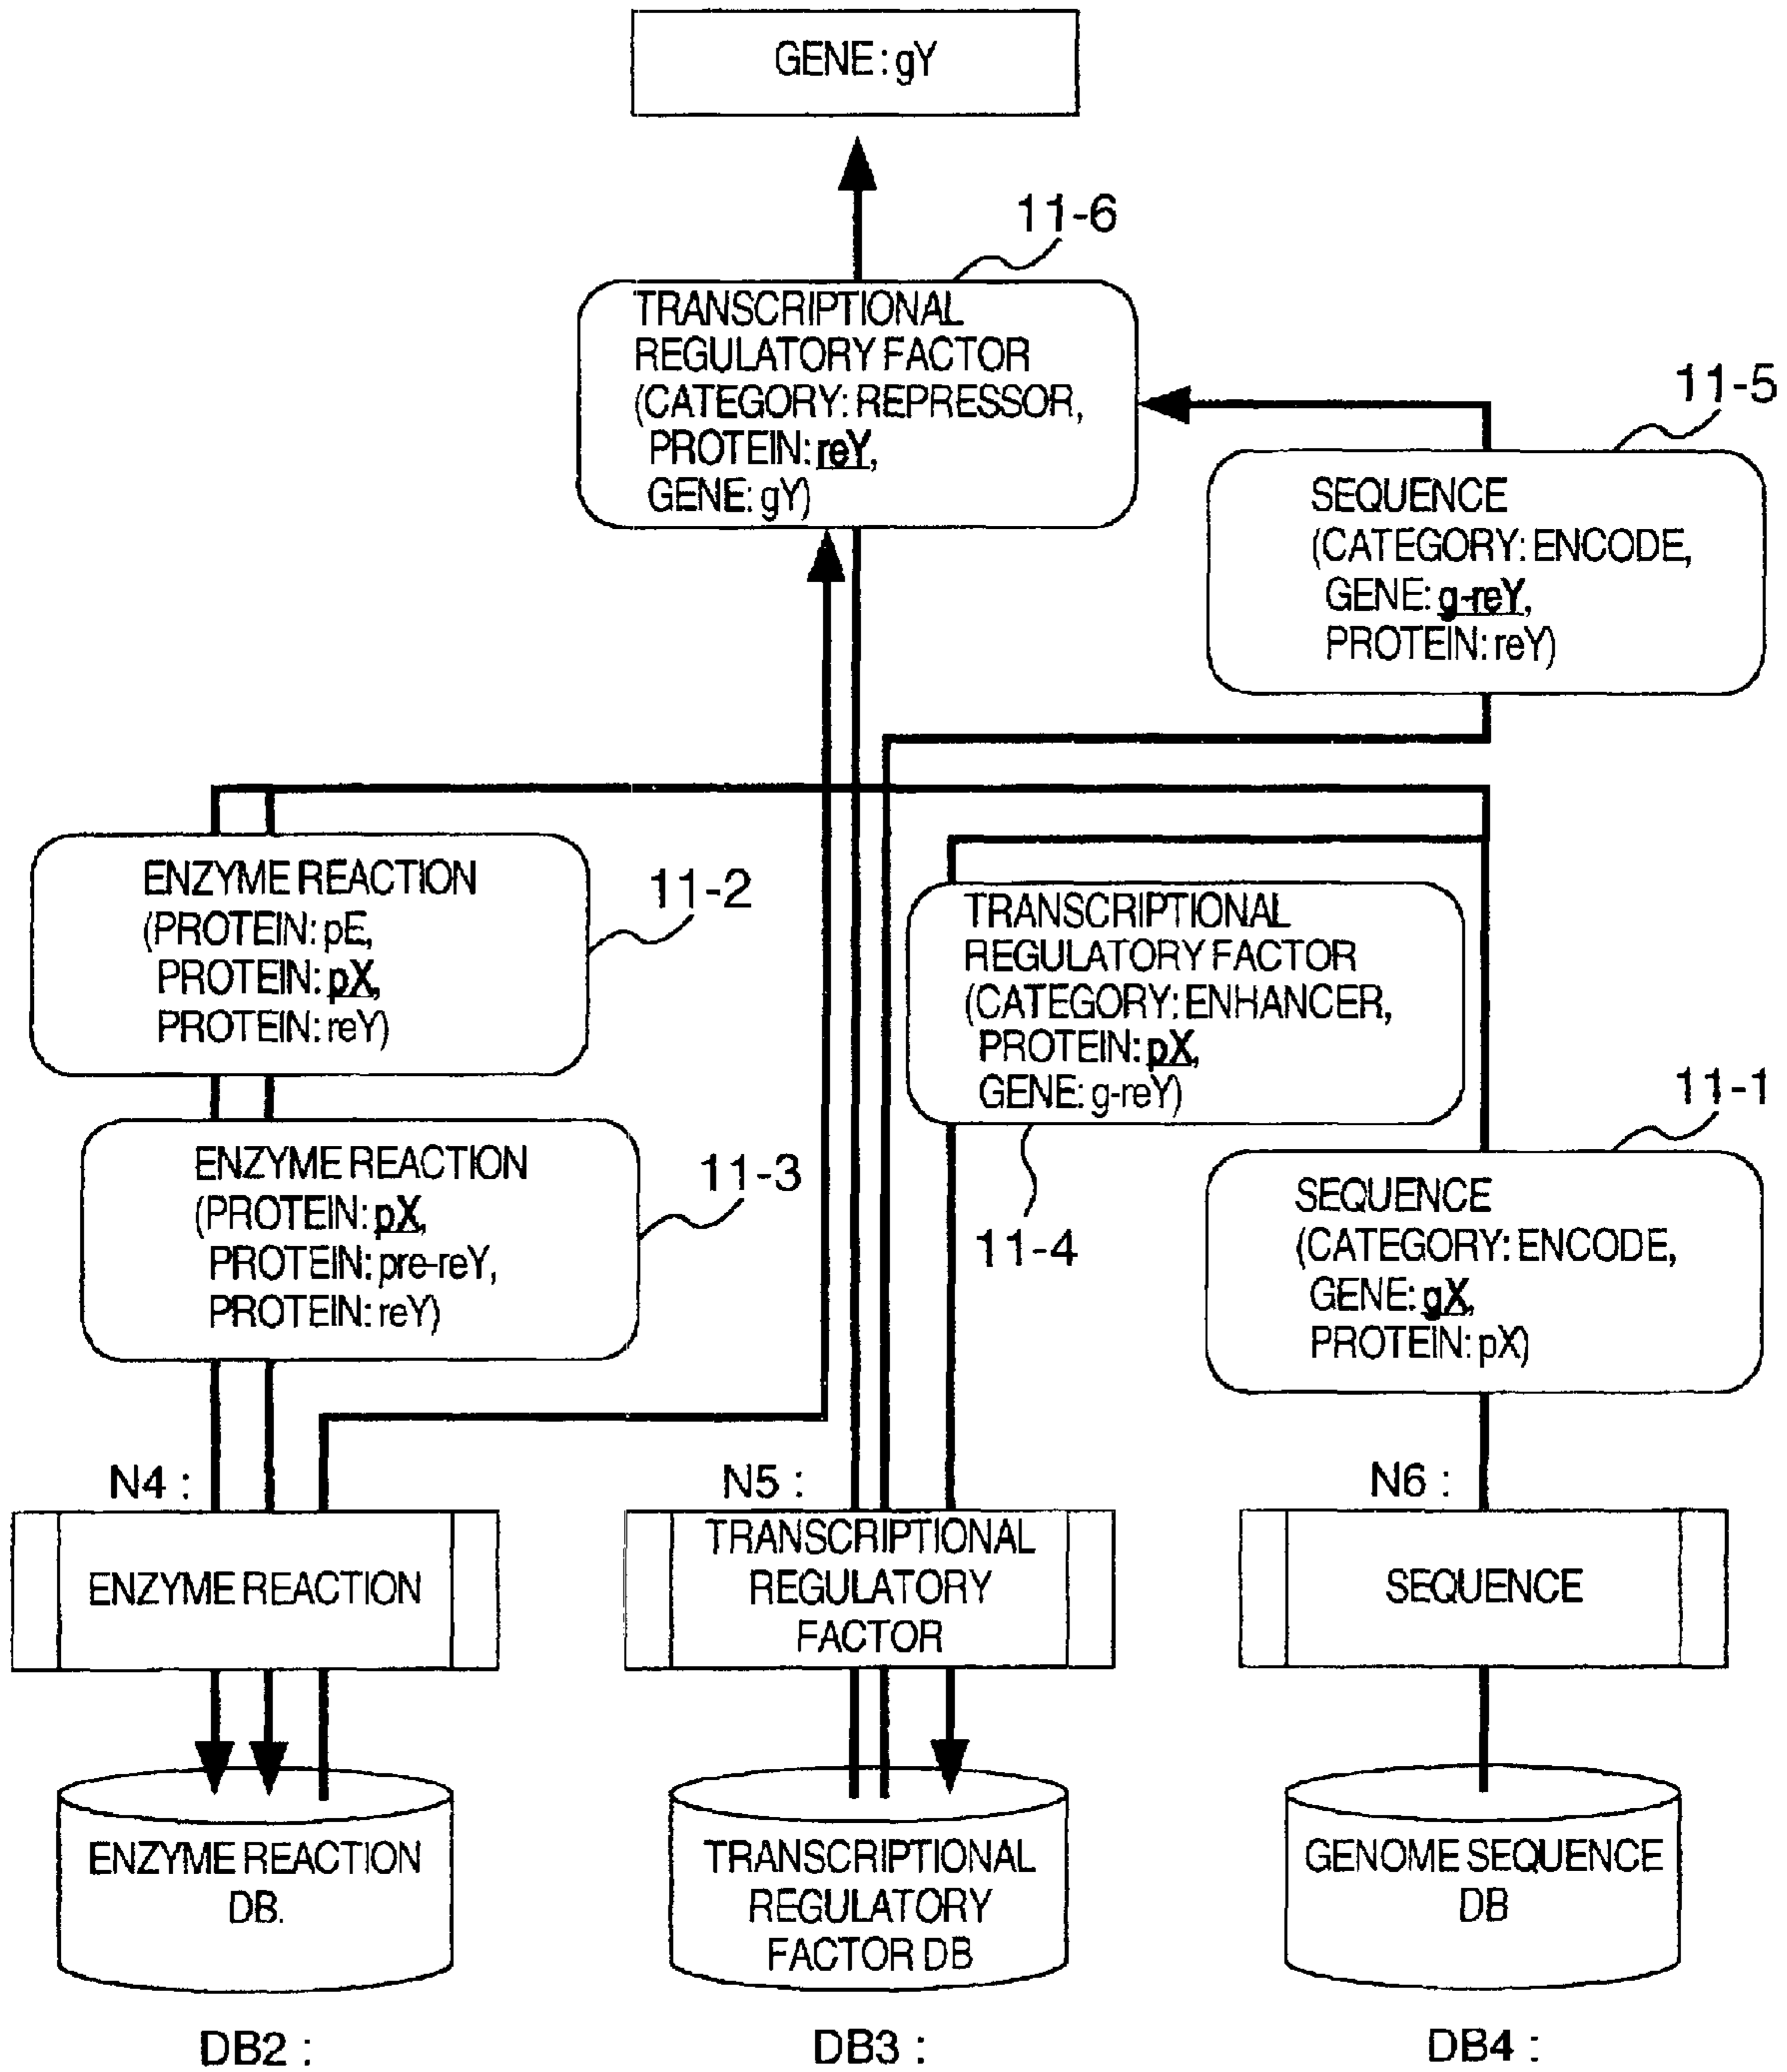 GENE: gY
11-6
TRANSCRIPTIONAL
REGULATORY FACTOR
(CATEGORY: REPRESSOR,
PROTEIN: reY,
GENE: gY)
11-5
SEQUENCE
(CATEGORY: ENCODE,
GENE: g-reY,
PROTEIN: reY)
ENZYME REACTION
(PROTEIN: pE,
PROTEIN: pX,
PROTEIN: reY)
11-2
TRANSCRIPTIONAL
REGULATORY FACTOR
(CATEGORY: ENHANCER,
PROTEIN: pX,
GENE: g-reY)
11-4
ENZYME REACTION
(PROTEIN: pX,
PROTEIN: pre-reY,
PROTEIN: reY)
11-3
11-1
SEQUENCE
(CATEGORY: ENCODE,
GENE: gX,
PROTEIN: pX)
N4 :
ENZYME REACTION
N5 :
TRANSCRIPTIONAL
REGULATORY
FACTOR
N6 :
SEQUENCE
ENZYME REACTION
DB.
TRANSCRIPTIONAL
REGULATORY
FACTOR DB
GENOME SEQUENCE
DB
DB2 :
DB3 :
DB4 :